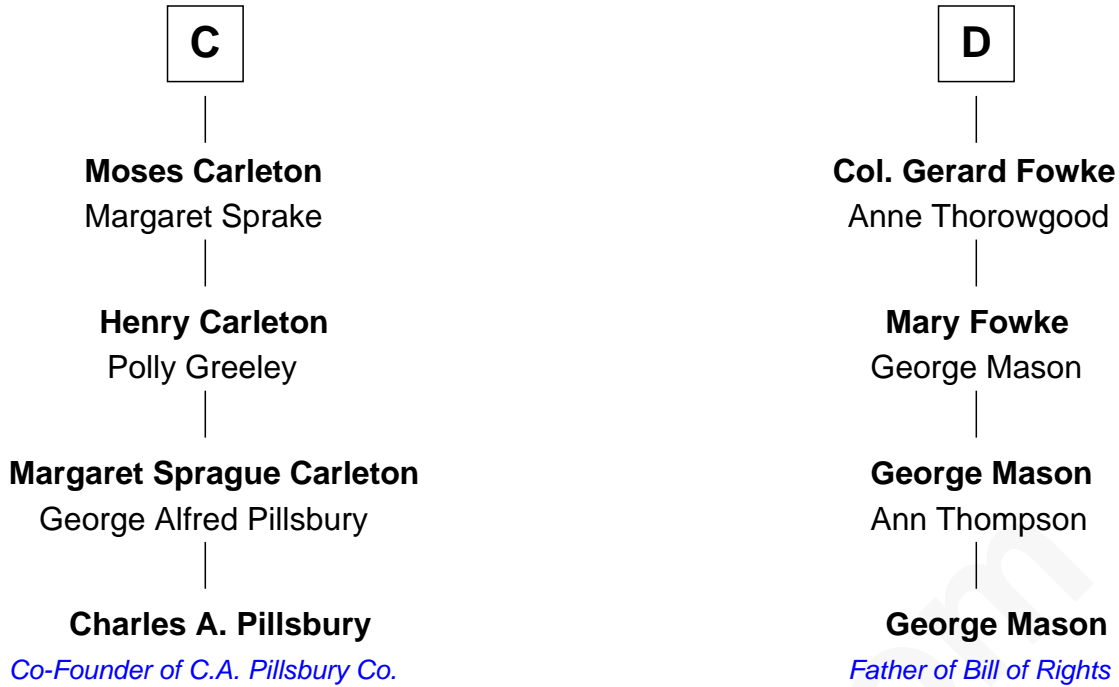 C
Moses Carleton
Margaret Sprake
Henry Carleton
Polly Greeley
Margaret Sprague Carleton
George Alfred Pillsbury
Charles A. Pillsbury
Co-Founder of C.A. Pillsbury Co.
D
Col. Gerard Fowke
Anne Thorowgood
Mary Fowke
George Mason
George Mason
Ann Thompson
George Mason
Father of Bill of Rights
om